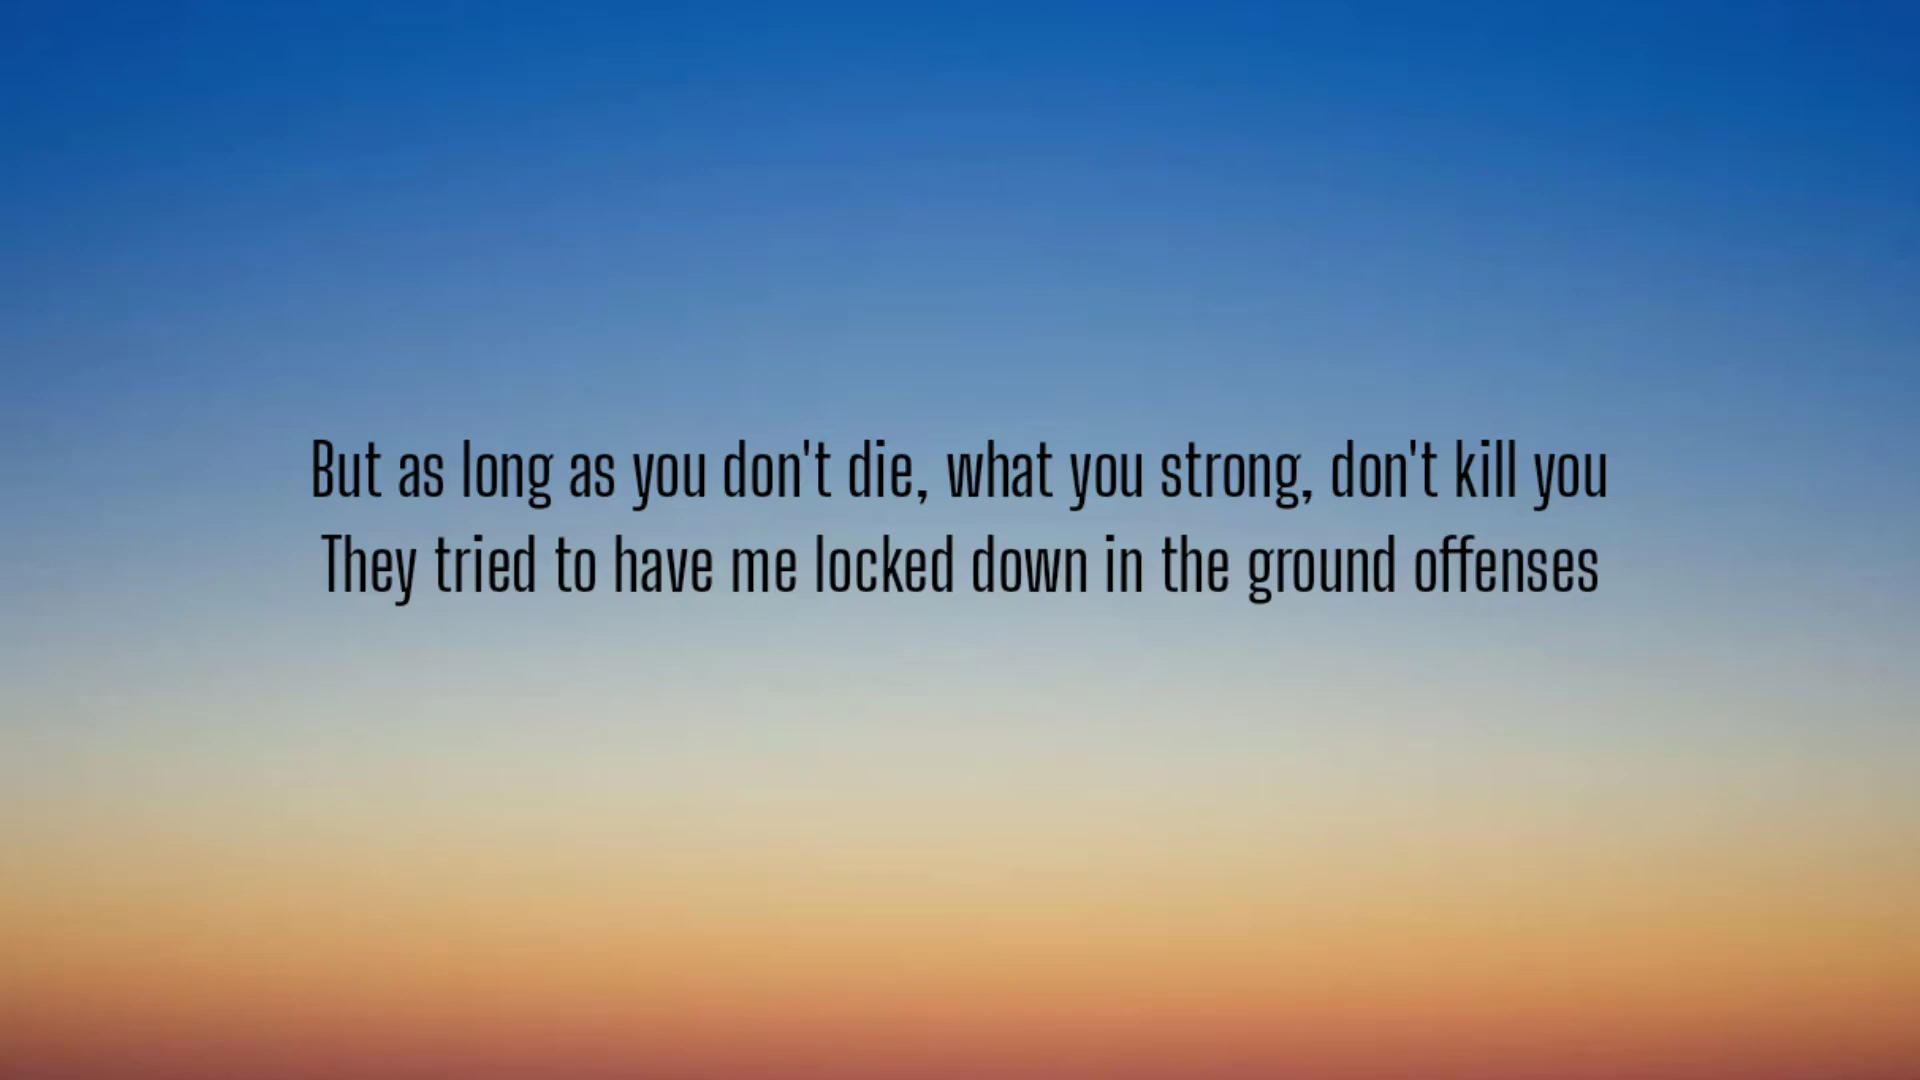 But as long as you don't die, what you strong, don't kill you
They tried to have me locked down in the ground offenses